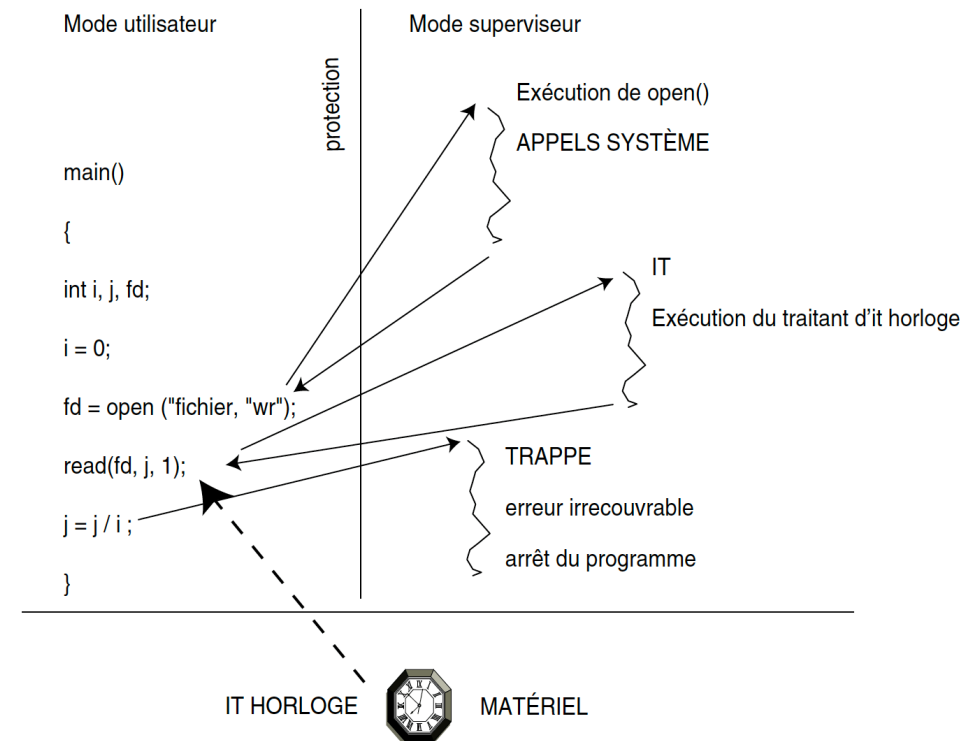 Mode utilisateur
Mode superviseur
protection
Exécution de open()
APPELS SYSTÈME
main()
{
int i, j, fd;
i = 0;
fd = open ("fichier, "wr");
read(fd, j, 1);
j = j / i ;
}
IT
Exécution du traitant d'it horloge
TRAPPE
erreur irrecouvrable
arrêt du programme
IT HORLOGE
MATÉRIEL